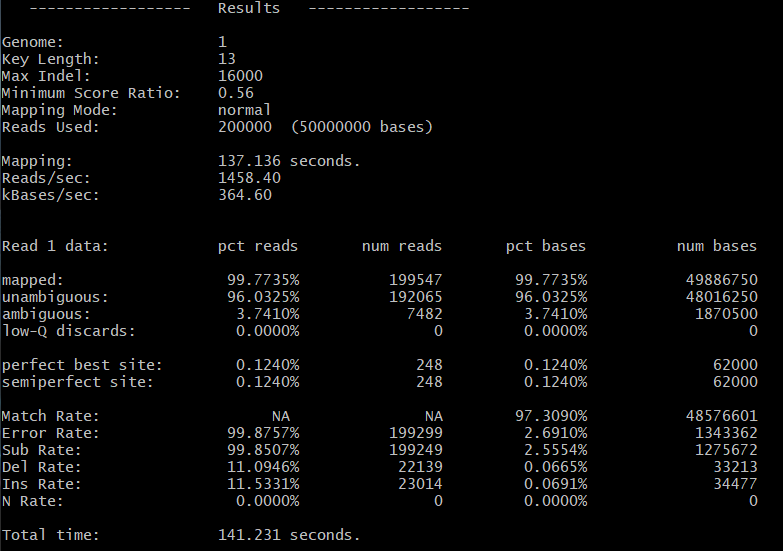 ------------------ Results ------------------
Genome: 1
Key Length: 13
Max Indel: 16000
Minimum Score Ratio: 0.56
Mapping Mode: normal
Reads Used: 200000 (50000000 bases)
Mapping: 137.136 seconds.
Reads/sec: 1458.40
kBases/sec: 364.60
Read 1 data: pct reads num reads pct bases num bases
mapped: 99.7735% 199547 99.7735% 49886750
unambiguous: 96.0325% 192065 96.0325% 48016250
ambiguous: 3.7410% 7482 3.7410% 1870500
low-Q discards: 0.0000% 0 0.0000% 0
perfect best site: 0.1240% 248 0.1240% 62000
semiperfect site: 0.1240% 248 0.1240% 62000
Match Rate: NA NA 97.3090% 48576601
Error Rate: 99.8757% 199299 2.6910% 1343362
Sub Rate: 99.8507% 199249 2.5554% 1275672
Del Rate: 11.0946% 22139 0.0665% 33213
Ins Rate: 11.5331% 23014 0.0691% 34477
N Rate: 0.0000% 0 0.0000% 0
Total time: 141.231 seconds.